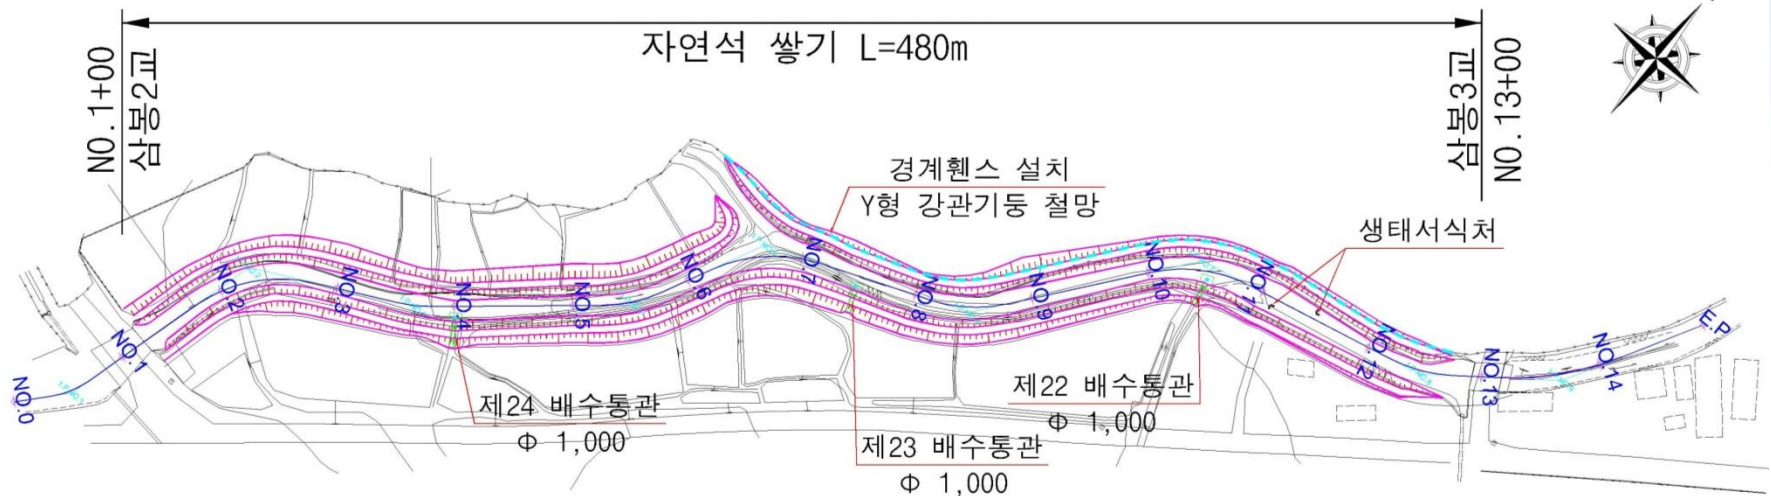 자연석 쌓기 L=480m
NO.1+00
삼봉2교
삼봉3교
NO.13+00
경계휀스 설치
Y형 강관기둥 철망
생태서식처
NO.0
NO.1
NO.2
NO.3
NO.4
NO.5
NO.6
NO.7
NO.8
NO.9
NO.10
NO.11
NO.12
NO.13
NO.14
E.P
제24 배수통관
Φ 1,000
제23 배수통관
Φ 1,000
제22 배수통관
Φ 1,000